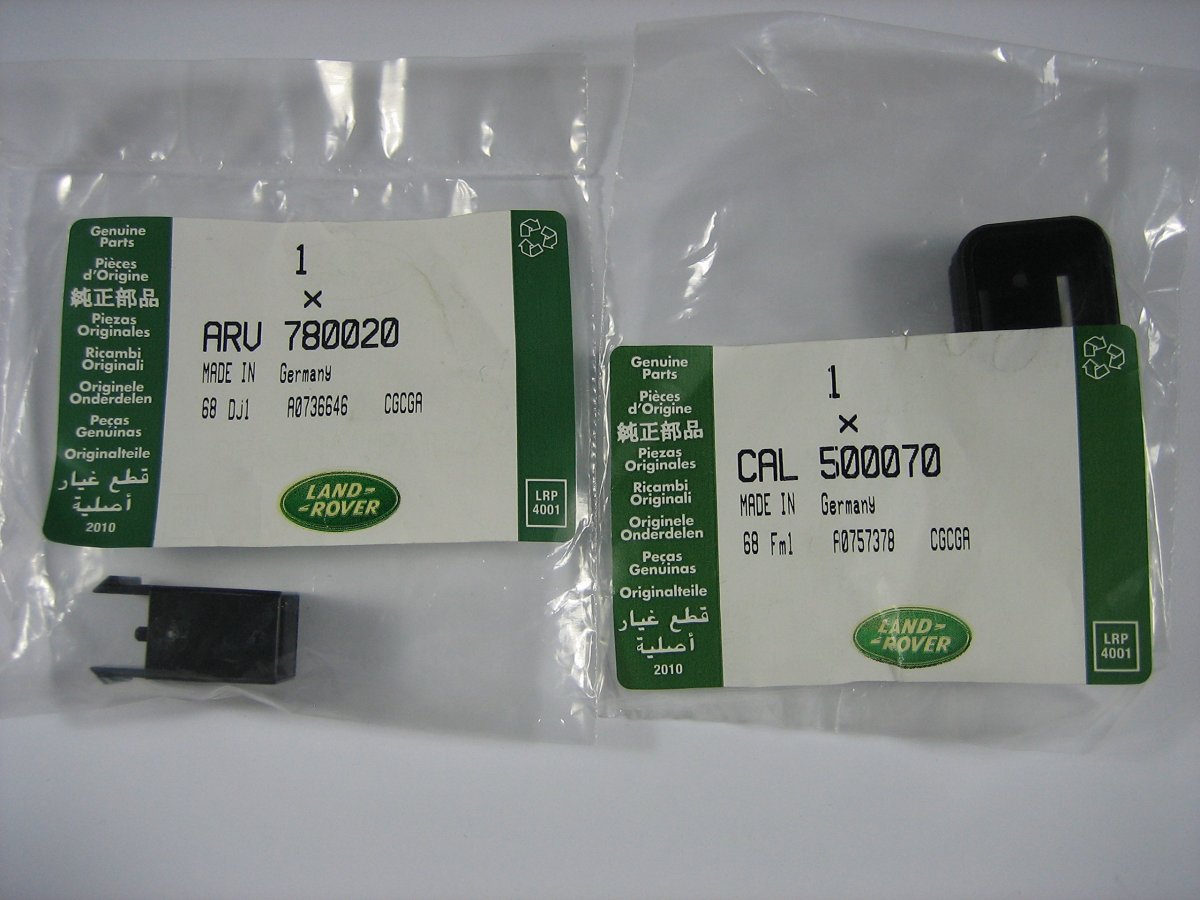 Genuine
Parts
Pièces
d'Origine
純正部品
Piezas
Originales
Ricambi
Originali
Originele
Onderdelen
Peças
Genuinas
Originalteile
قطع غيار
أصلية
2010
1
×
ARV 780020
MADE IN Germany
68 DJ1 A0736646 CGCGA
LAND-
-ROVER
LRP
4001
Genuine
Parts
Pièces
d'Origine
純正部品
Piezas
Originales
Ricambi
Originali
Originele
Onderdelen
Peças
Genuinas
Originalteile
قطع غيار
أصلية
2010
1
×
CAL 500070
MADE IN Germany
68 Fm1 A0757378 CGCGA
LAND-
-ROVER
LRP
4001